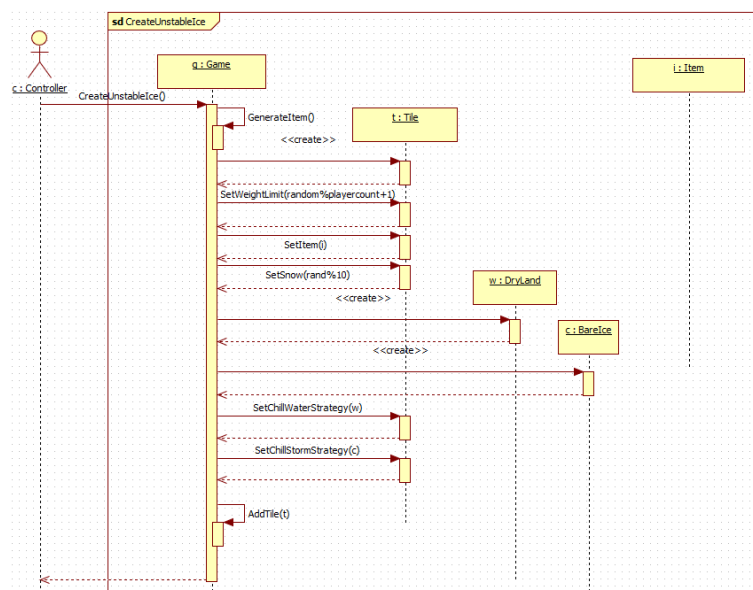 sd CreateUnstableIce
g : Game
i : Item
c : Controller
CreateUnstableIce()
GenerateItem()
t : Tile
<<create>>
SetWeightLimit(random%playercount+1)
SetItem(i)
SetSnow(rand%10)
w : DryLand
<<create>>
c : BareIce
<<create>>
SetChillWaterStrategy(w)
SetChillStormStrategy(c)
AddTile(t)